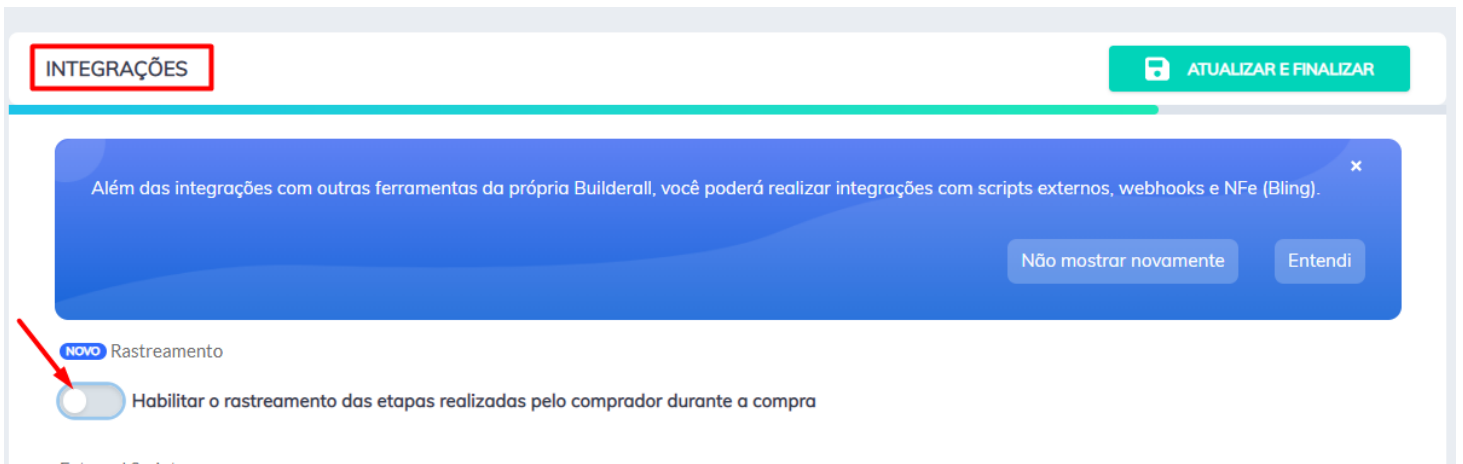 INTEGRAÇÕES
ATUALIZAR E FINALIZAR
Além das integrações com outras ferramentas da própria Builderall, você poderá realizar integrações com scripts externos, webhooks e NFe (Bling).
×
Não mostrar novamente
Entendi
NOVO Rastreamento
Habilitar o rastreamento das etapas realizadas pelo comprador durante a compra